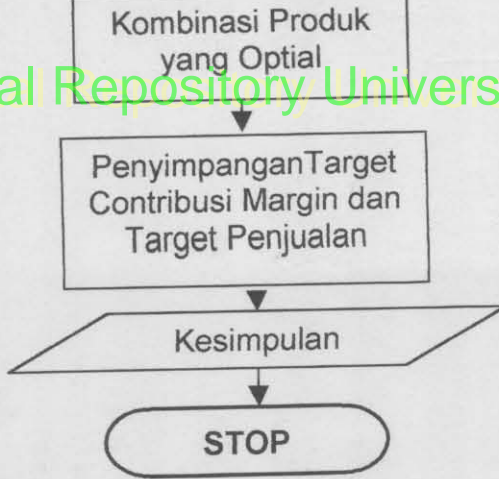 Kombinasi Produk
yang Optial
al Repository Univers
PenyimpanganTarget
Contribusi Margin dan
Target Penjualan
Kesimpulan
STOP